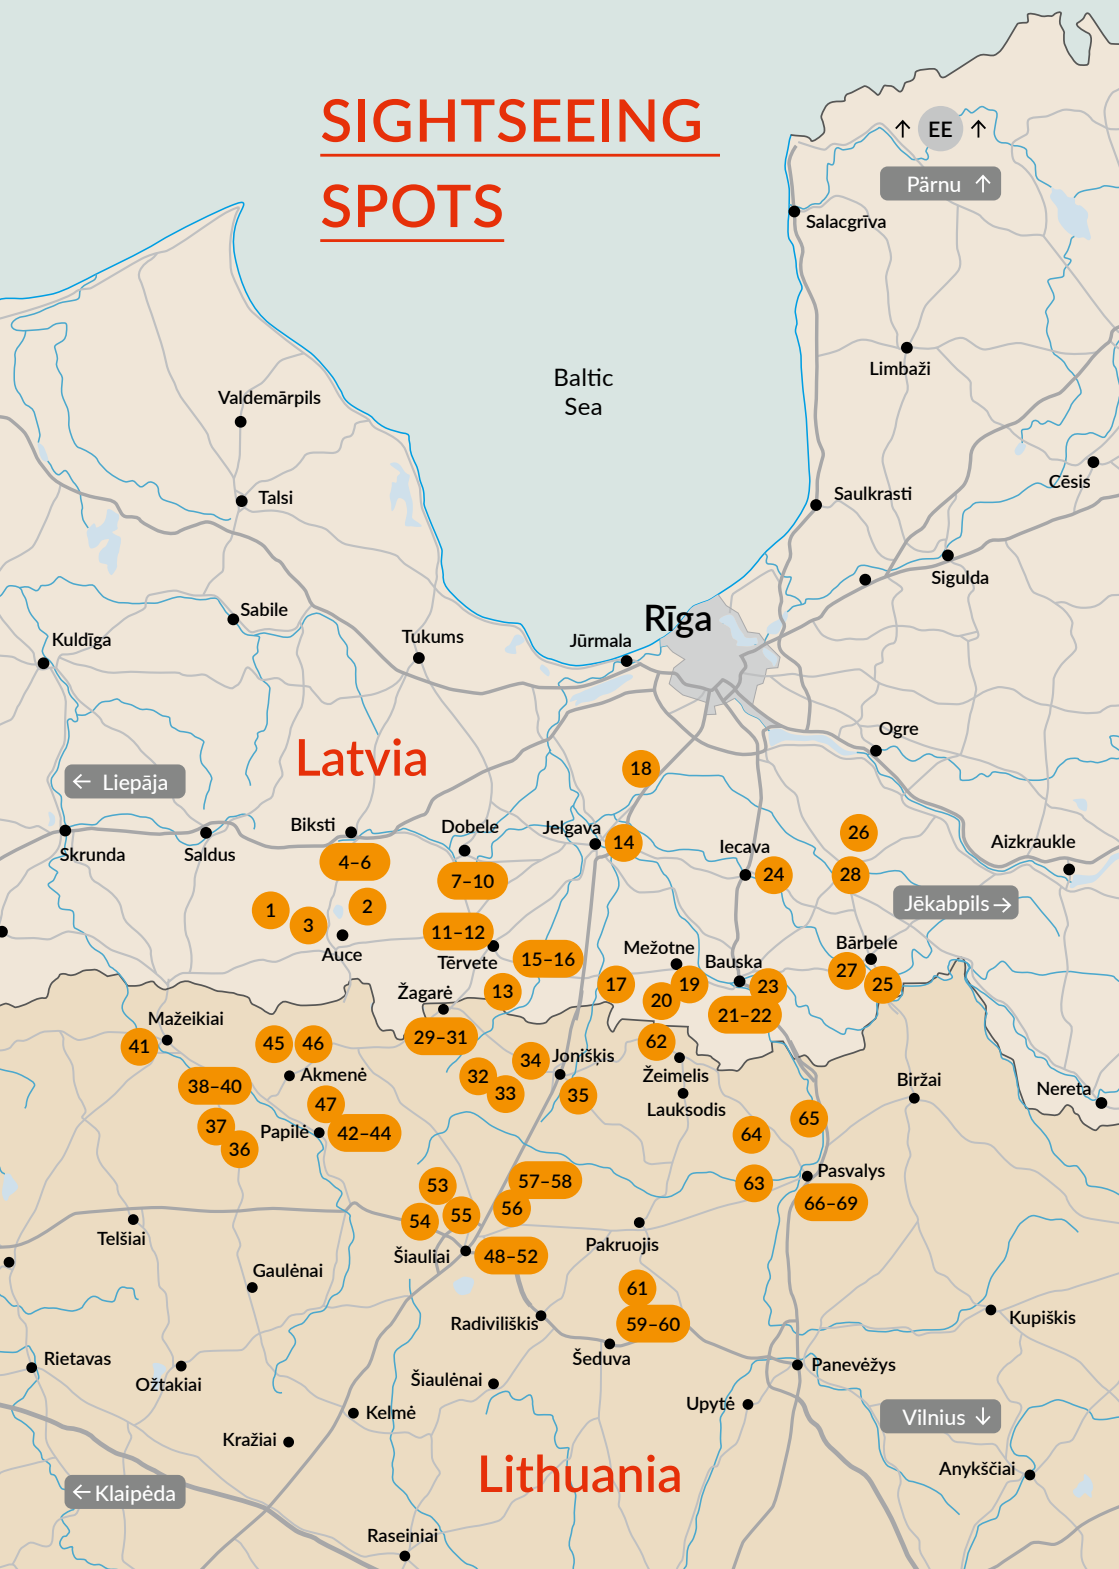 SIGHTSEEING
SPOTS
↑ EE ↑
Pärnu ↑
Salacgrīva
Baltic
Sea
Limbaži
Valdemārpils
Talsi
Cēsis
Saulkrasti
Sigulda
Sabile
Rīga
Kuldīga
Tukums
Jūrmala
Ogre
Latvia
← Liepāja
18
Biksti
Dobele
Jelgava
14
26
Skrunda
Saldus
4–6
Iecava
Aizkraukle
7–10
24
28
1
2
3
Jēkabpils →
11–12
Auce
Tērvete
15–16
Mežotne
Bauska
Bārbele
13
17
19
20
23
27
25
Žagarė
21–22
Mažeikiai
29–31
41
45
46
62
34
Joniškis
Akmenė
32
33
35
Žeimelis
38–40
Biržai
Nereta
47
Lauksodis
37
Papilė
42–44
65
36
64
53
57–58
63
Pasvalys
54
55
56
66–69
Telšiai
Šiauliai
48–52
Pakruojis
Gaulėnai
61
Radiviliškis
59–60
Kupiškis
Rietavas
Šeduva
Panevėžys
Ožtakiai
Šiaulėnai
Kelmė
Upytė
Vilnius ↓
Kražiai
Lithuania
Anykščiai
← Klaipėda
Raseiniai